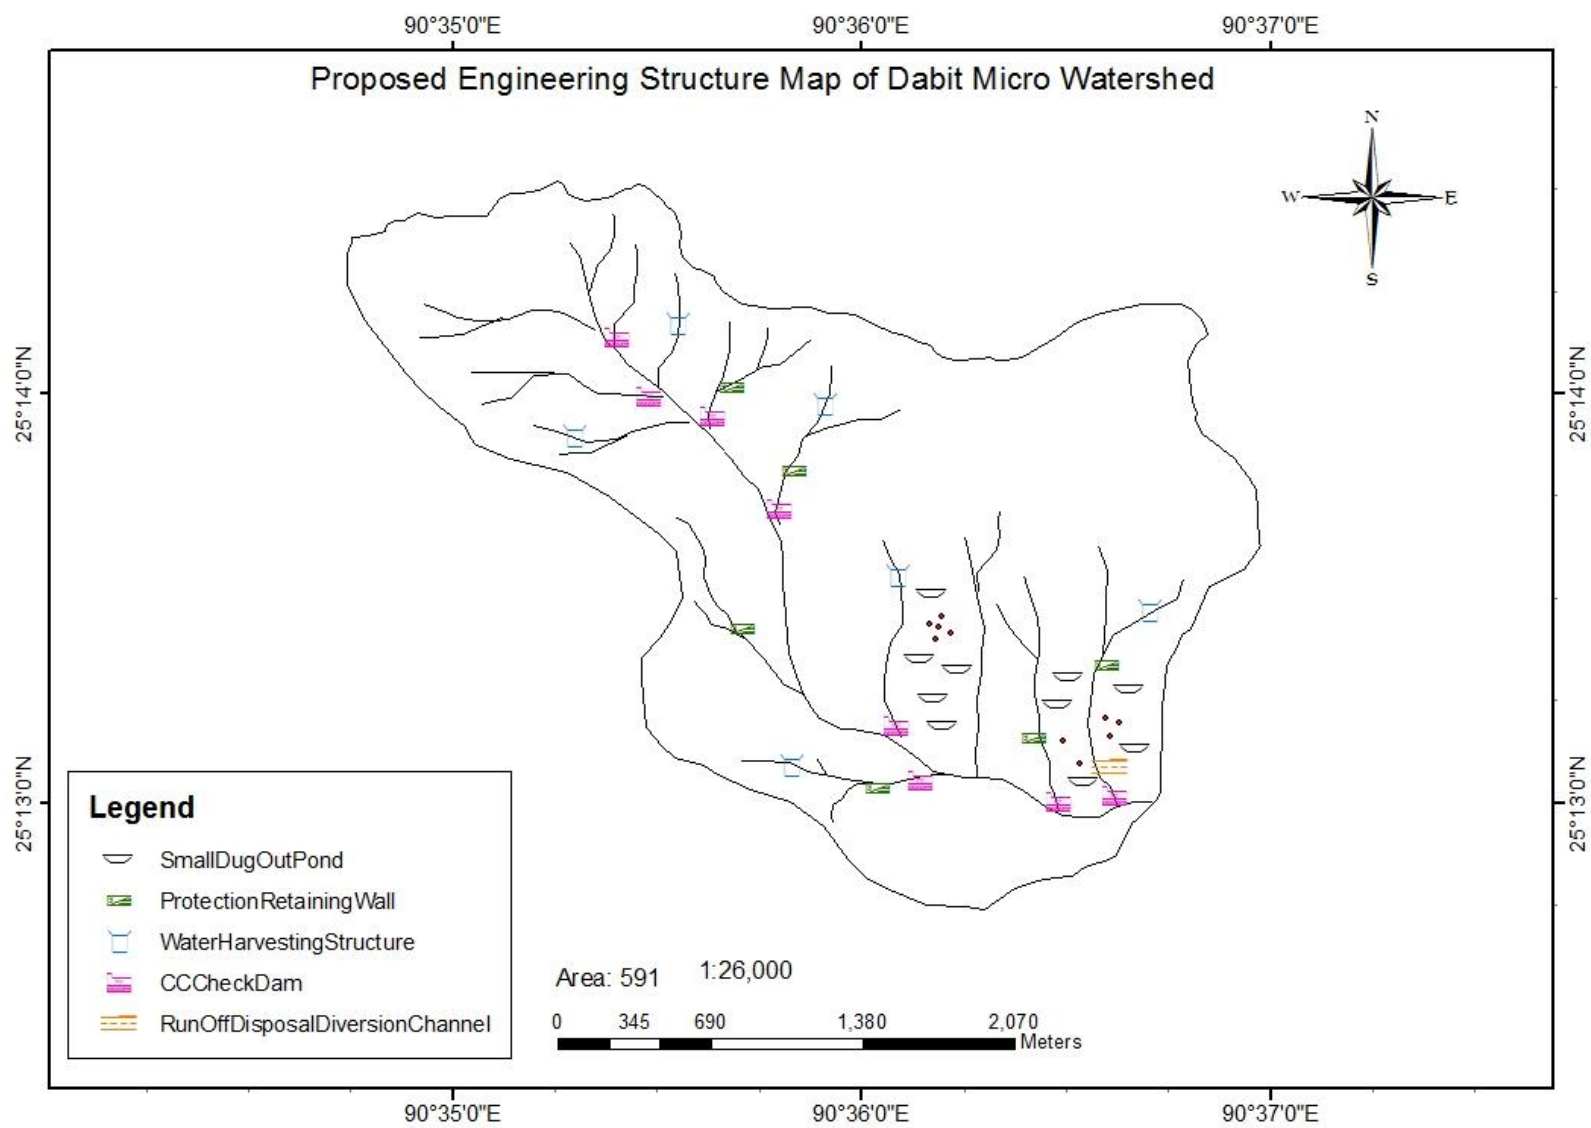 90°35'0"E 90°36'0"E 90°37'0"E
Proposed Engineering Structure Map of Dabit Micro Watershed
N
W E
S
25°14'0"N 25°14'0"N
25°13'0"N 25°13'0"N
Legend
SmallDugOutPond
ProtectionRetainingWall
WaterHarvestingStructure
CCCheckDam
RunOffDisposalDiversionChannel
Area: 591 1:26,000
0 345 690 1,380 2,070
Meters
90°35'0"E 90°36'0"E 90°37'0"E